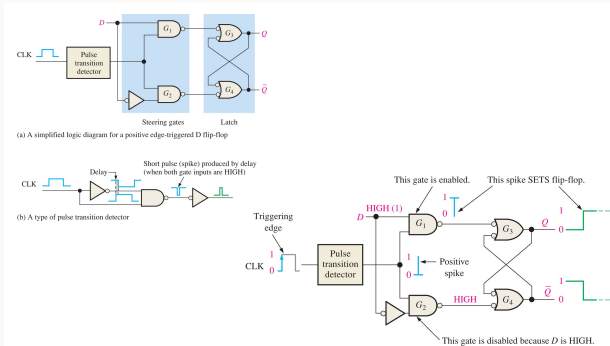 D
CLK
Pulse
transition
detector
G1
G2
G3
G4
Q
Q̅
Steering gates
Latch
(a) A simplified logic diagram for a positive edge-triggered D flip-flop
Short pulse (spike) produced by delay
(when both gate inputs are HIGH)
Delay
CLK
(b) A type of pulse transition detector
This gate is enabled.
This spike SETS flip-flop.
HIGH (1)
D
1
0
G1
G3
Q
1
0
Triggering
edge
1
CLK 0
Pulse
transition
detector
1
0
Positive
spike
G2
HIGH
G4
Q̅
1
0
This gate is disabled because D is HIGH.